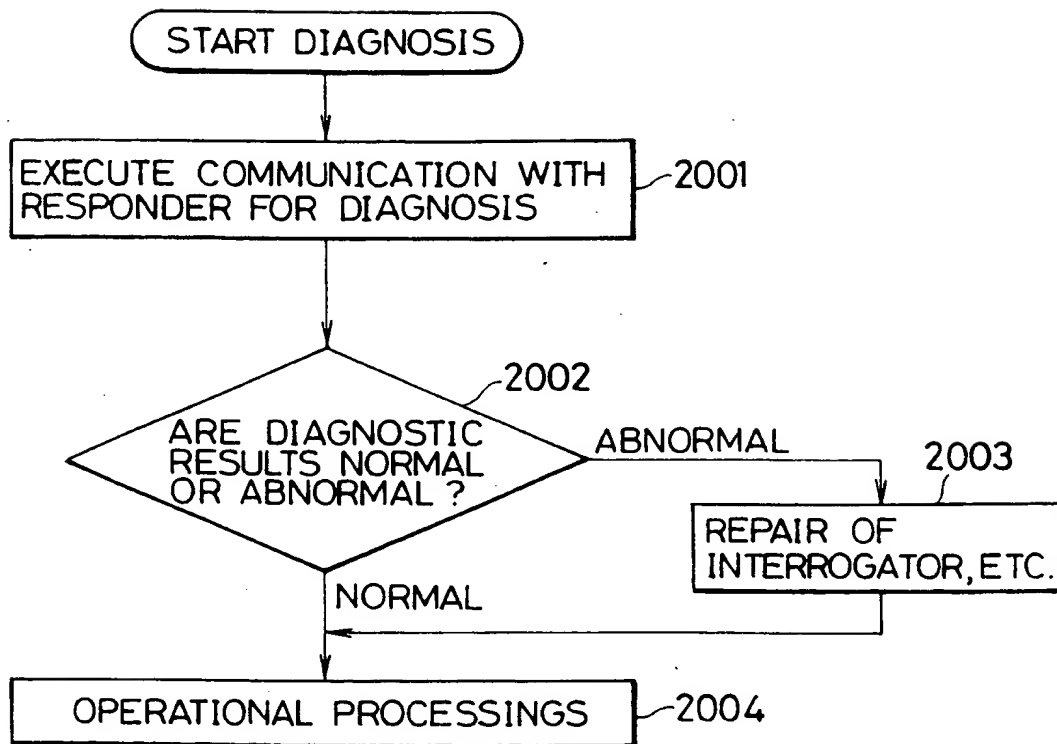 START DIAGNOSIS
EXECUTE COMMUNICATION WITH
RESPONDER FOR DIAGNOSIS
2001
2002
ARE DIAGNOSTIC
RESULTS NORMAL
OR ABNORMAL ?
ABNORMAL
2003
REPAIR OF
INTERROGATOR, ETC.
NORMAL
OPERATIONAL PROCESSINGS
2004